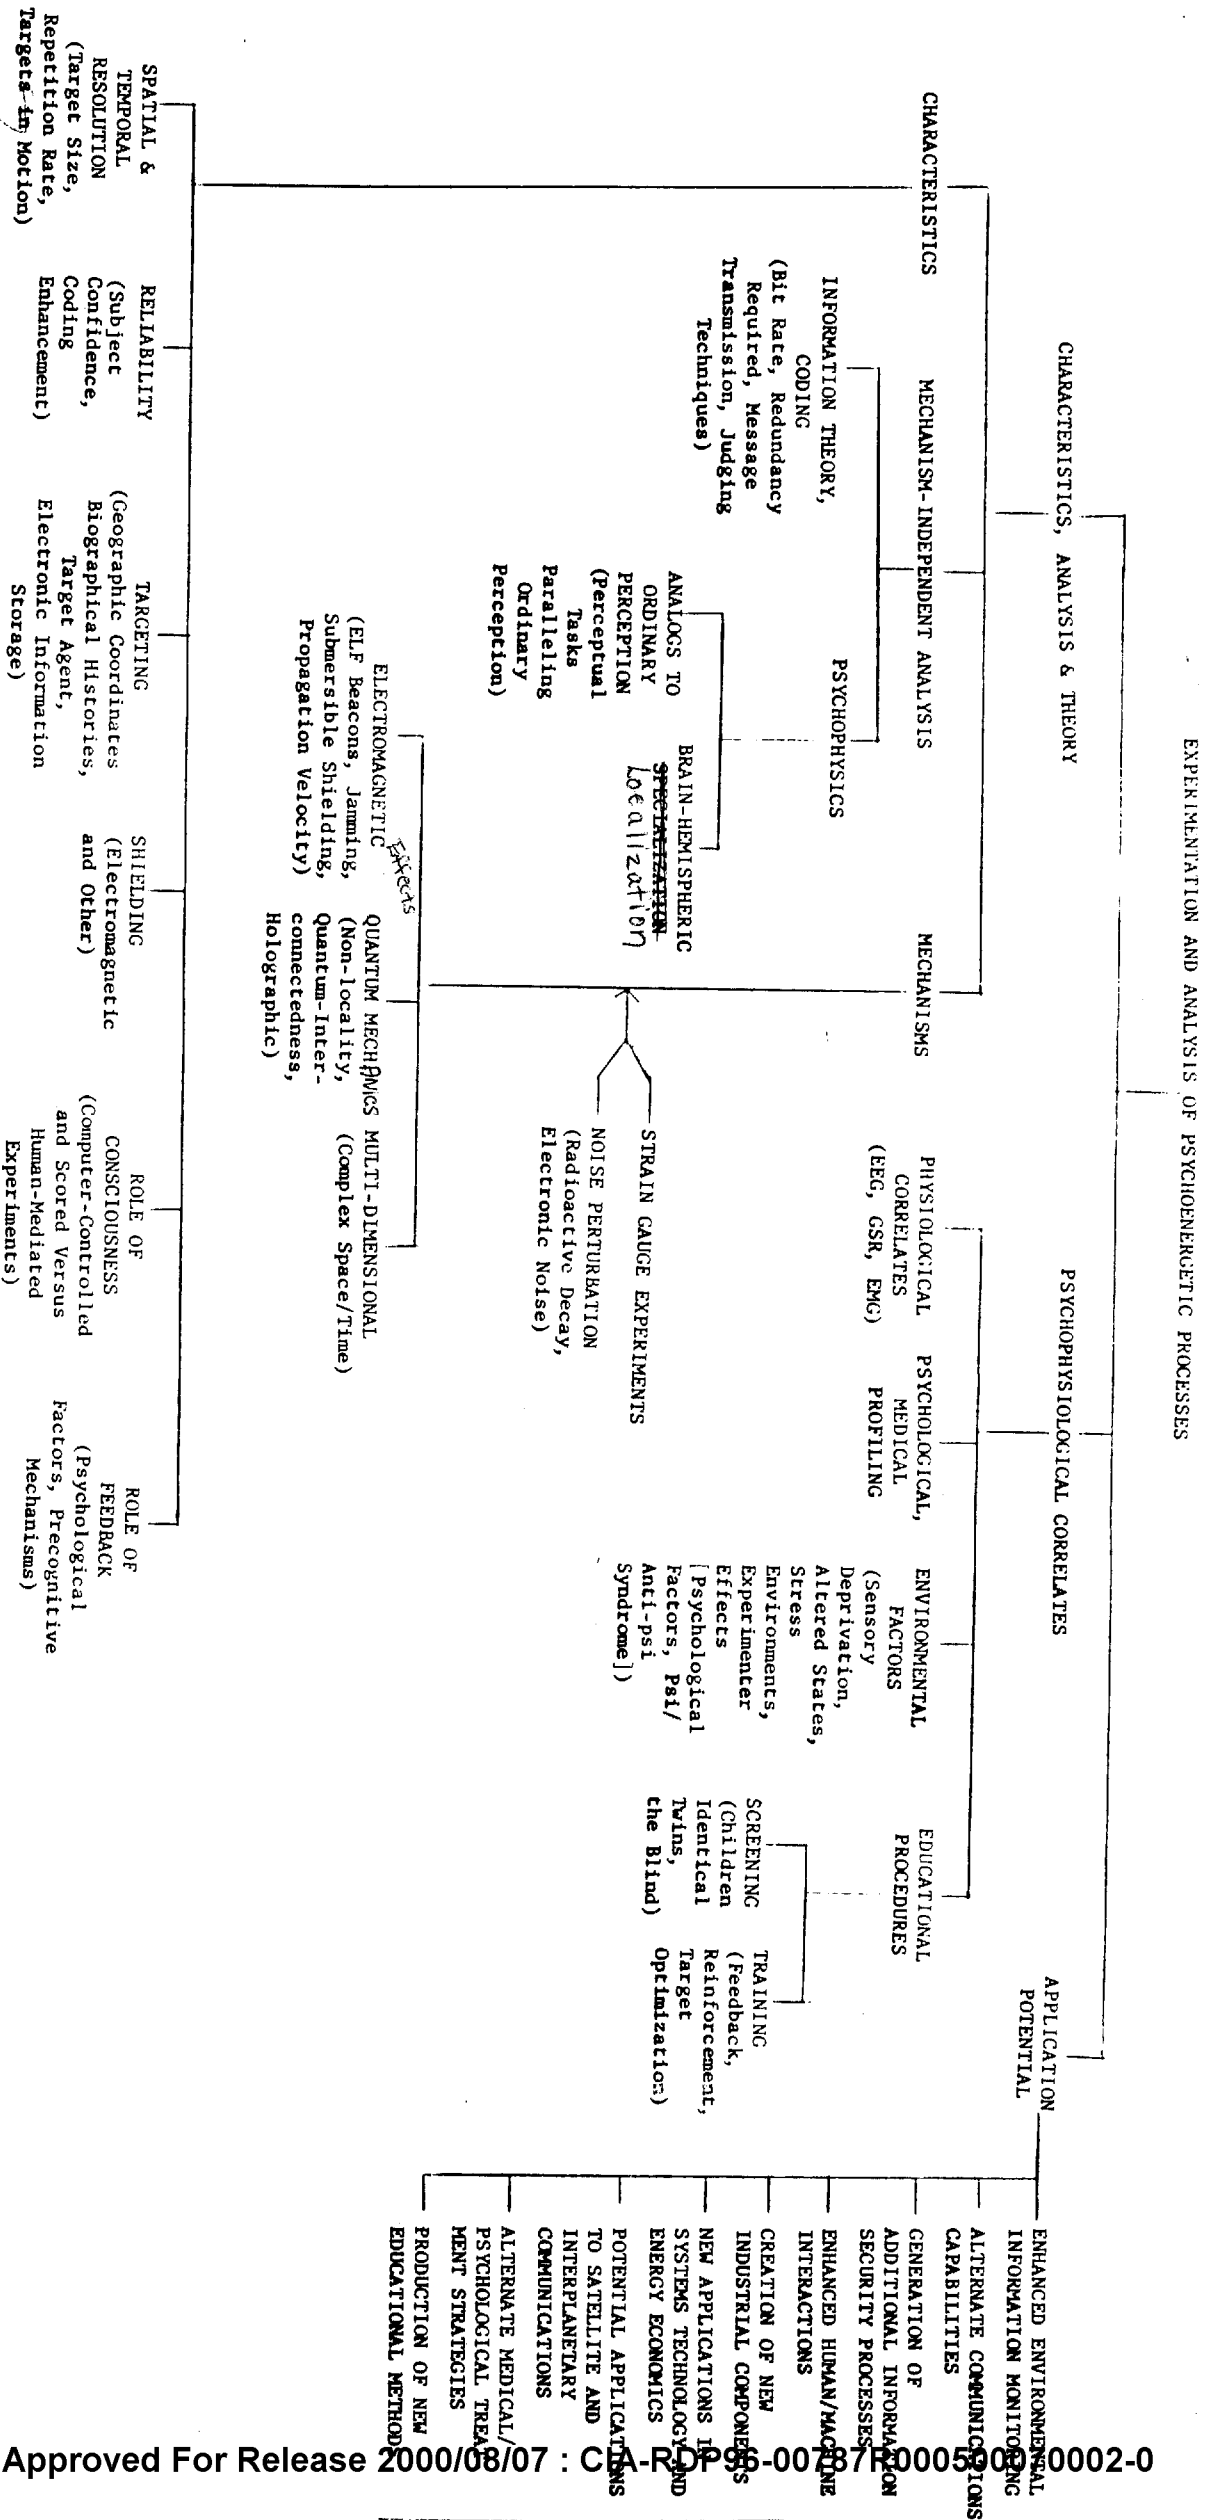 EXPERIMENTATION AND ANALYSIS OF PSYCHOENERGETIC PROCESSES
CHARACTERISTICS, ANALYSIS & THEORY
PSYCHOPHYSIOLOGICAL CORRELATES
APPLICATION
POTENTIAL
CHARACTERISTICS
MECHANISM-INDEPENDENT ANALYSIS
MECHANISMS
INFORMATION THEORY,
CODING
(Bit Rate, Redundancy
Required, Message
Transmission, Judging
Techniques)
PSYCHOPHYSICS
ANALOGS TO
ORDINARY
PERCEPTION
(Perceptual
Tasks
Paralleling
Ordinary
Perception)
BRAIN-HEMISPHERIC
SPECIALIZATION
Localization
STRAIN GAUGE EXPERIMENTS
NOISE PERTURBATION
(Radioactive Decay,
Electronic Noise)
ELECTROMAGNETIC
Effects
(ELF Beacons, Jamming,
Submersible Shielding,
Propagation Velocity)
QUANTUM MECHANICS
(Non-locality,
Quantum-Inter-
connectedness,
Holographic)
MULTI-DIMENSIONAL
(Complex Space/Time)
SPATIAL &
TEMPORAL
RESOLUTION
(Target Size,
Repetition Rate,
Targets in Motion)
RELIABILITY
(Subject
Confidence,
Coding
Enhancement)
TARGETING
(Geographic Coordinates
Biographical Histories,
Target Agent,
Electronic Information
Storage)
SHIELDING
(Electromagnetic
and Other)
ROLE OF
CONSCIOUSNESS
(Computer-Controlled
and Scored Versus
Human-Mediated
Experiments)
ROLE OF
FEEDBACK
(Psychological
Factors, Precognitive
Mechanisms)
PHYSIOLOGICAL
CORRELATES
(EEG, GSR, EMG)
PSYCHOLOGICAL,
MEDICAL
PROFILING
ENVIRONMENTAL
FACTORS
(Sensory
Deprivation,
Altered States,
Stress
Environments,
Experimenter
Effects
[Psychological
Factors, Psi/
Anti-psi
Syndrome])
EDUCATIONAL
PROCEDURES
SCREENING
(Children
Identical
Twins,
the Blind)
TRAINING
(Feedback,
Reinforcement,
Target
Optimization)
ENHANCED ENVIRONMENTAL
INFORMATION MONITORING
ALTERNATE COMMUNICATIONS
CAPABILITIES
GENERATION OF
ADDITIONAL INFORMATION
SECURITY PROCESSES
ENHANCED HUMAN/MACHINE
INTERACTIONS
CREATION OF NEW
INDUSTRIAL COMPONENTS
NEW APPLICATIONS IN
SYSTEMS TECHNOLOGY AND
ENERGY ECONOMICS
POTENTIAL APPLICATIONS
TO SATELLITE AND
INTERPLANETARY
COMMUNICATIONS
ALTERNATE MEDICAL/
PSYCHOLOGICAL TREAT
MENT STRATEGIES
PRODUCTION OF NEW
EDUCATIONAL METHODS
Approved For Release 2000/08/07 :